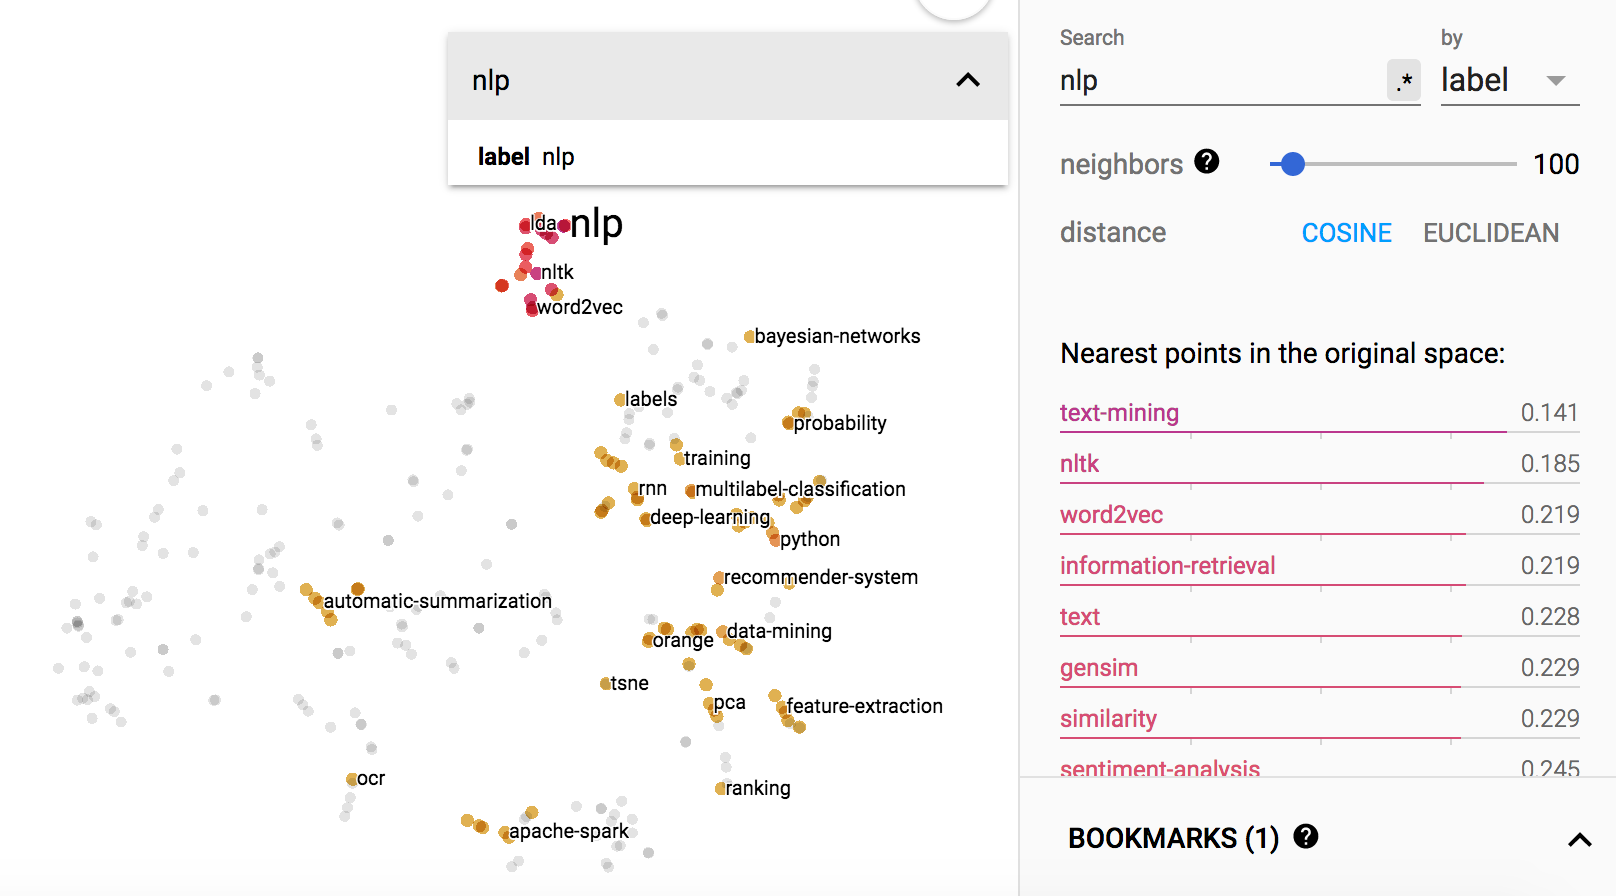 nlp
label nlp
lda
nlp
nltk
word2vec
bayesian-networks
labels
probability
training
rnn
multilabel-classification
deep-learning
python
recommender-system
automatic-summarization
data-mining
orange
tsne
pca
feature-extraction
ocr
ranking
apache-spark
Search
by
nlp
.*
label
neighbors ?
100
distance
COSINE
EUCLIDEAN
Nearest points in the original space:
text-mining 0.141
nltk 0.185
word2vec 0.219
information-retrieval 0.219
text 0.228
gensim 0.229
similarity 0.229
sentiment-analysis 0.245
BOOKMARKS (1) ?